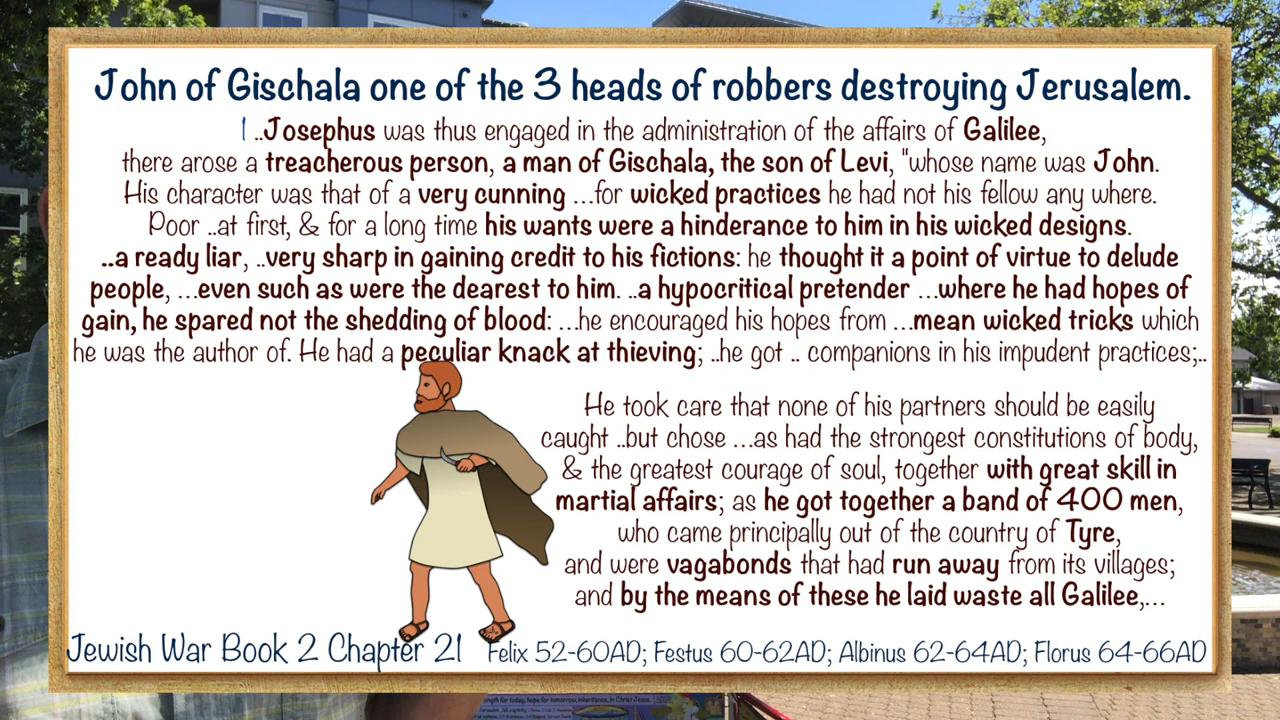 John of Gischala one of the 3 heads of robbers destroying Jerusalem.
1 ..Josephus was thus engaged in the administration of the affairs of Galilee,
there arose a treacherous person, a man of Gischala, the son of Levi, "whose name was John.
His character was that of a very cunning ...for wicked practices he had not his fellow any where.
Poor ..at first, & for a long time his wants were a hinderance to him in his wicked designs.
..a ready liar, ..very sharp in gaining credit to his fictions: he thought it a point of virtue to delude
people, ...even such as were the dearest to him. ..a hypocritical pretender ...where he had hopes of
gain, he spared not the shedding of blood: ...he encouraged his hopes from ...mean wicked tricks which
he was the author of. He had a peculiar knack at thieving; ..he got .. companions in his impudent practices;..
He took care that none of his partners should be easily
caught ..but chose ...as had the strongest constitutions of body,
& the greatest courage of soul, together with great skill in
martial affairs; as he got together a band of 400 men,
who came principally out of the country of Tyre,
and were vagabonds that had run away from its villages;
and by the means of these he laid waste all Galilee,...
Jewish War Book 2 Chapter 21 Felix 52-60AD; Festus 60-62AD; Albinus 62-64AD; Florus 64-66AD